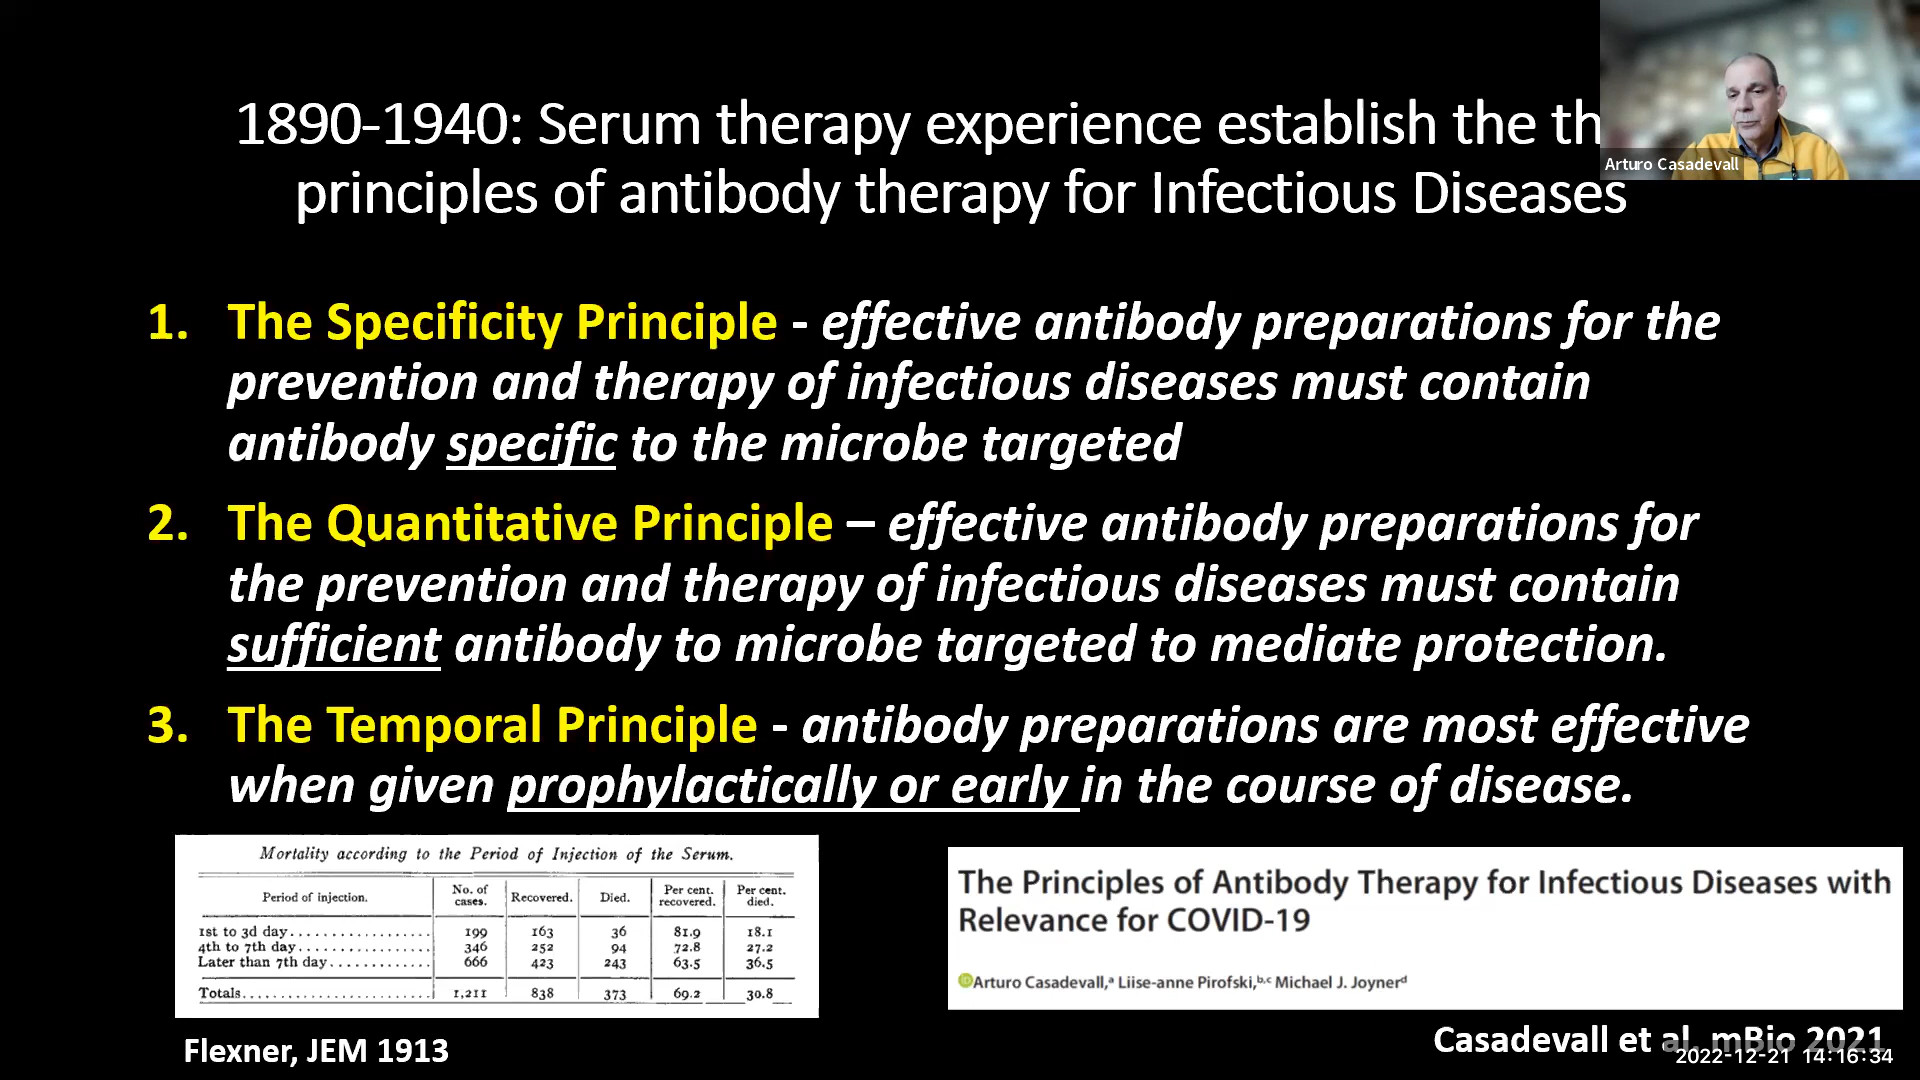 1890-1940: Serum therapy experience establish the th
principles of antibody therapy for Infectious Diseases
Arturo Casadevall
1. The Specificity Principle - effective antibody preparations for the
prevention and therapy of infectious diseases must contain
antibody specific to the microbe targeted
2. The Quantitative Principle – effective antibody preparations for
the prevention and therapy of infectious diseases must contain
sufficient antibody to microbe targeted to mediate protection.
3. The Temporal Principle - antibody preparations are most effective
when given prophylactically or early in the course of disease.
Mortality according to the Period of Injection of the Serum.
Period of injection. No. of cases. Recovered. Died. Per cent. recovered. Per cent. died.
1st to 3d day.................. 199 163 36 81.9 18.1
4th to 7th day................. 346 252 94 72.8 27.2
Later than 7th day............. 666 423 243 63.5 36.5
Totals......................... 1,211 838 373 69.2 30.8
Flexner, JEM 1913
The Principles of Antibody Therapy for Infectious Diseases with
Relevance for COVID-19
Arturo Casadevall,a Liise-anne Pirofski,b,c Michael J. Joynerd
Casadevall et al. mBio 2021
2022-12-21 14:16:34